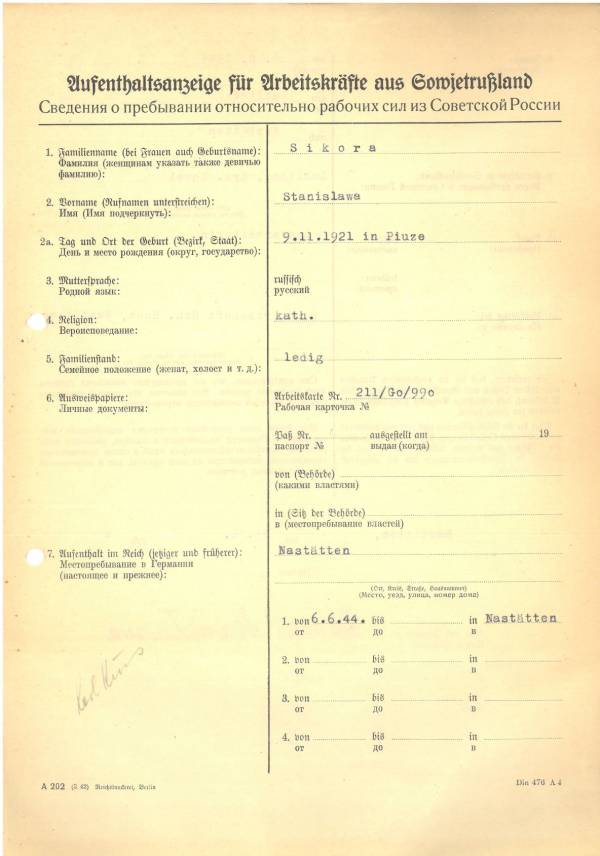 Aufenthaltsanzeige für Arbeitskräfte aus Sowjetrußland
Сведения о пребывании относительно рабочих сил из Советской России
1. Familienname (bei Frauen auch Geburtsname):
Фамилия (женщинам указать также девичью
фамилию):
Sikora
2. Vorname (Rufnamen unterstreichen):
Имя (Имя подчеркнуть):
Stanislawa
2a. Tag und Ort der Geburt (Bezirk, Staat):
День и место рождения (округ, государство):
9.11.1921 in Piuze
3. Muttersprache:
Родной язык:
russisch
русский
4. Religion:
Вероисповедание:
kath.
5. Familienstand:
Семейное положение (женат, холост и т. д.):
ledig
6. Ausweispapiere:
Личные документы:
Arbeitskarte Nr. 211/Go/990
Рабочая карточка №
Paß Nr. ausgestellt am 19
паспорт № выдан (когда)
von (Behörde)
(какими властями)
in (Sitz der Behörde)
в (местопребывание властей)
7. Aufenthalt im Reich (jetziger und früherer):
Местопребывание в Германии
(настоящее и прежнее):
Nastätten
(Ort, Kreis, Straße, Hausnummer)
(Место, уезд, улица, номер дома)
1. von 6.6.44. bis in Nastätten
от до в
2. von bis in
от до в
3. von bis in
от до в
4. von bis in
от до в
A 202 (8. 42) Reichsdruckerei, Berlin
Din 476 A 4